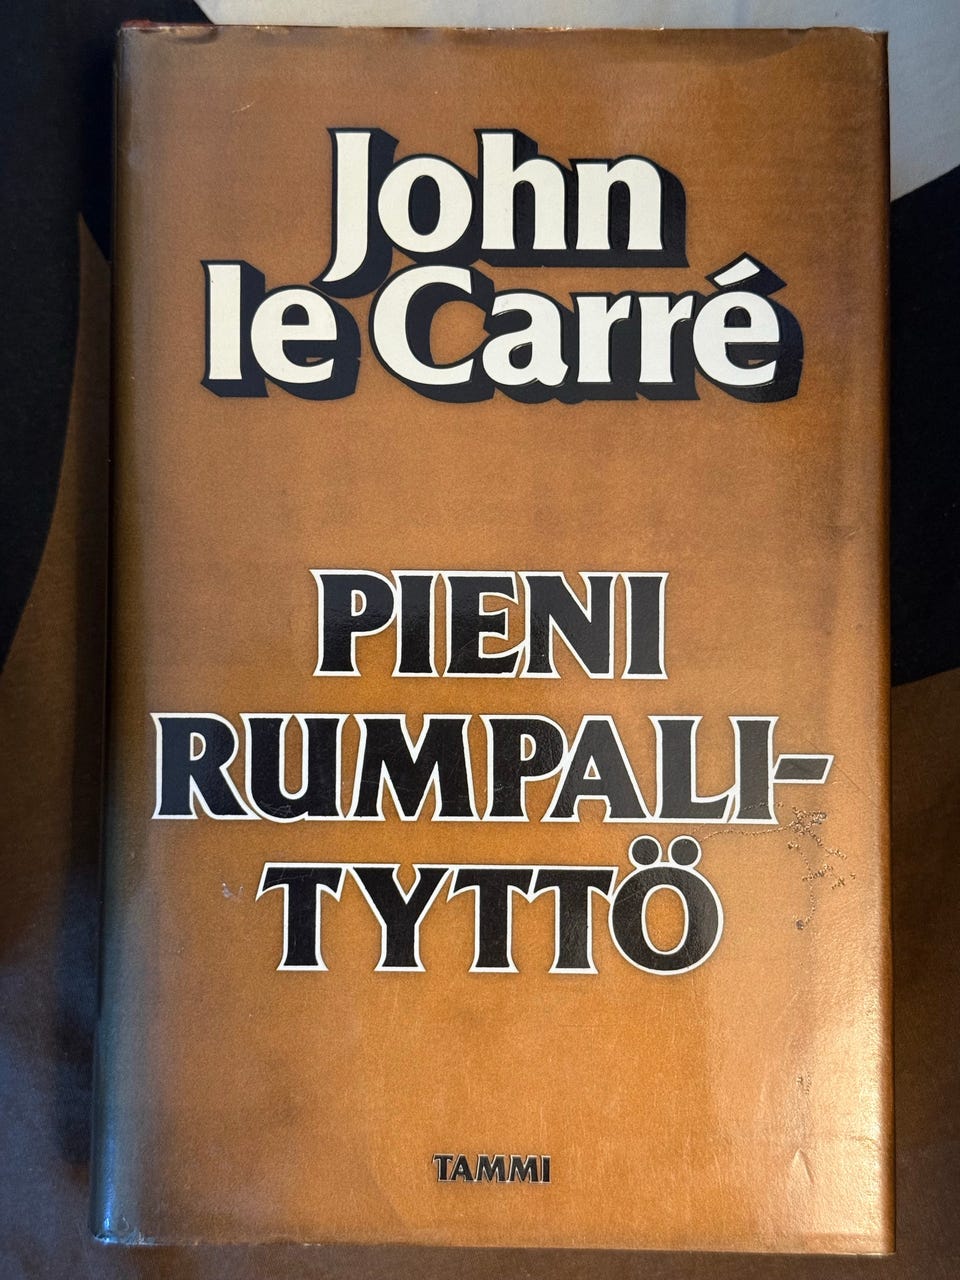 John
le Carré
PIENI
RUMPALI-
TYTTÖ
TAMMI